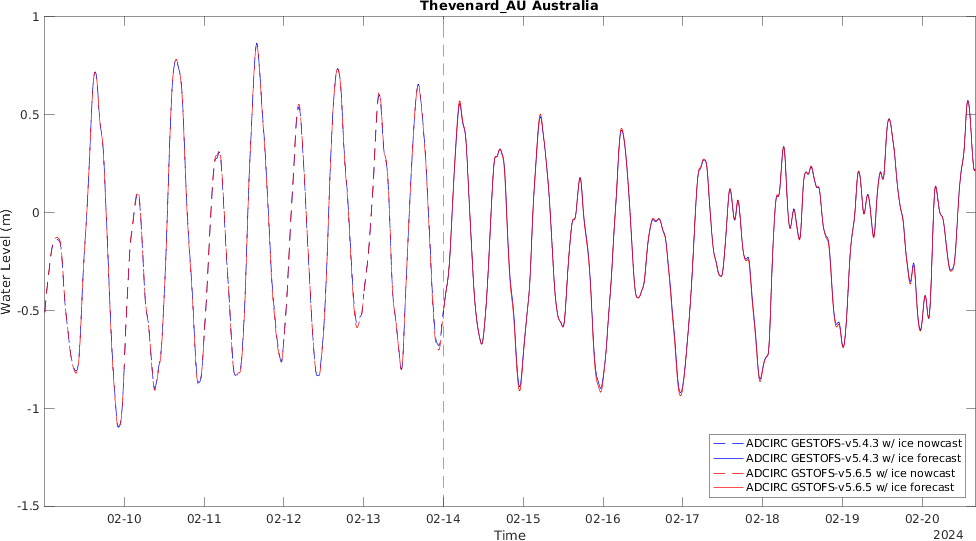 Thevenard_AU Australia
1
0.5
0
-0.5
-1
-1.5
Water Level (m)
ADCIRC GESTOFS-v5.4.3 w/ ice nowcast
ADCIRC GESTOFS-v5.4.3 w/ ice forecast
ADCIRC GSTOFS-v5.6.5 w/ ice nowcast
ADCIRC GSTOFS-v5.6.5 w/ ice forecast
02-10 02-11 02-12 02-13 02-14 02-15 02-16 02-17 02-18 02-19 02-20
Time
2024